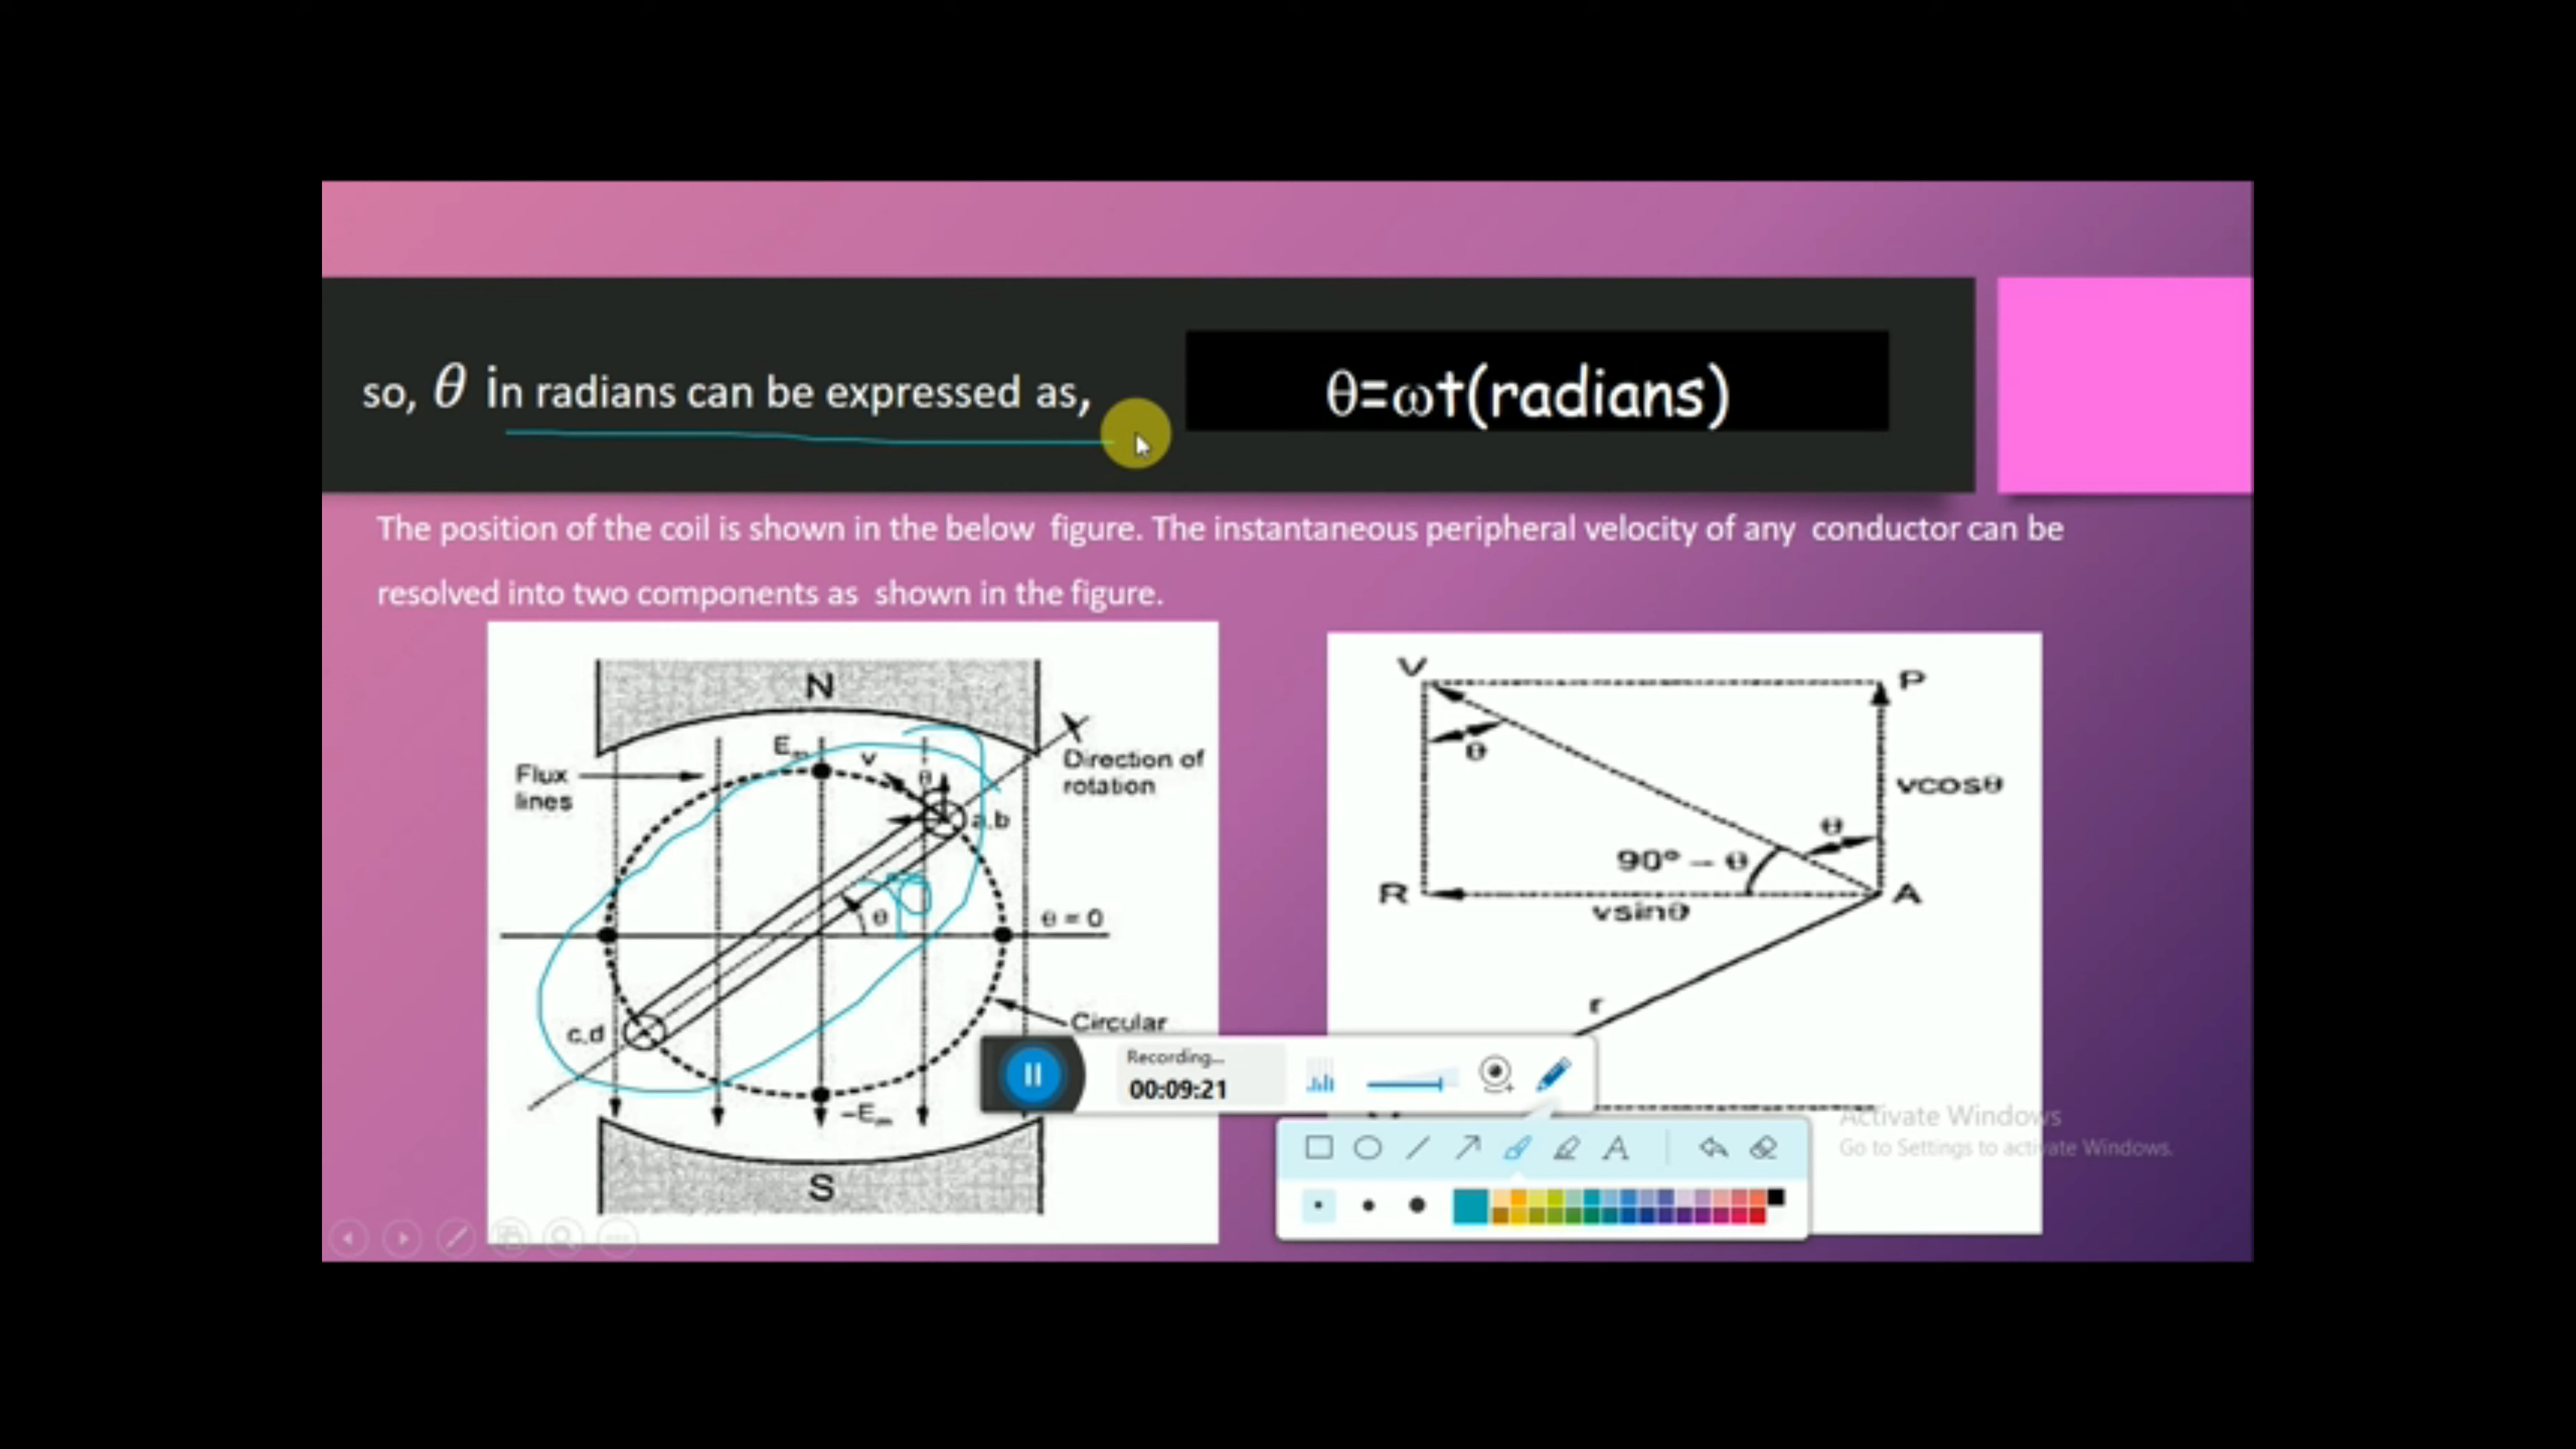 so, θ in radians can be expressed as,
θ=ωt(radians)
The position of the coil is shown in the below figure. The instantaneous peripheral velocity of any conductor can be
resolved into two components as shown in the figure.
N
Flux
lines
Em
v
θ
a,b
Direction of
rotation
θ
θ = 0
c,d
Circular
-Em
S
V
P
θ
vcosθ
θ
90° - θ
R
A
vsinθ
r
Recording...
00:09:21
A
Activate Windows
Go to Settings to activate Windows.